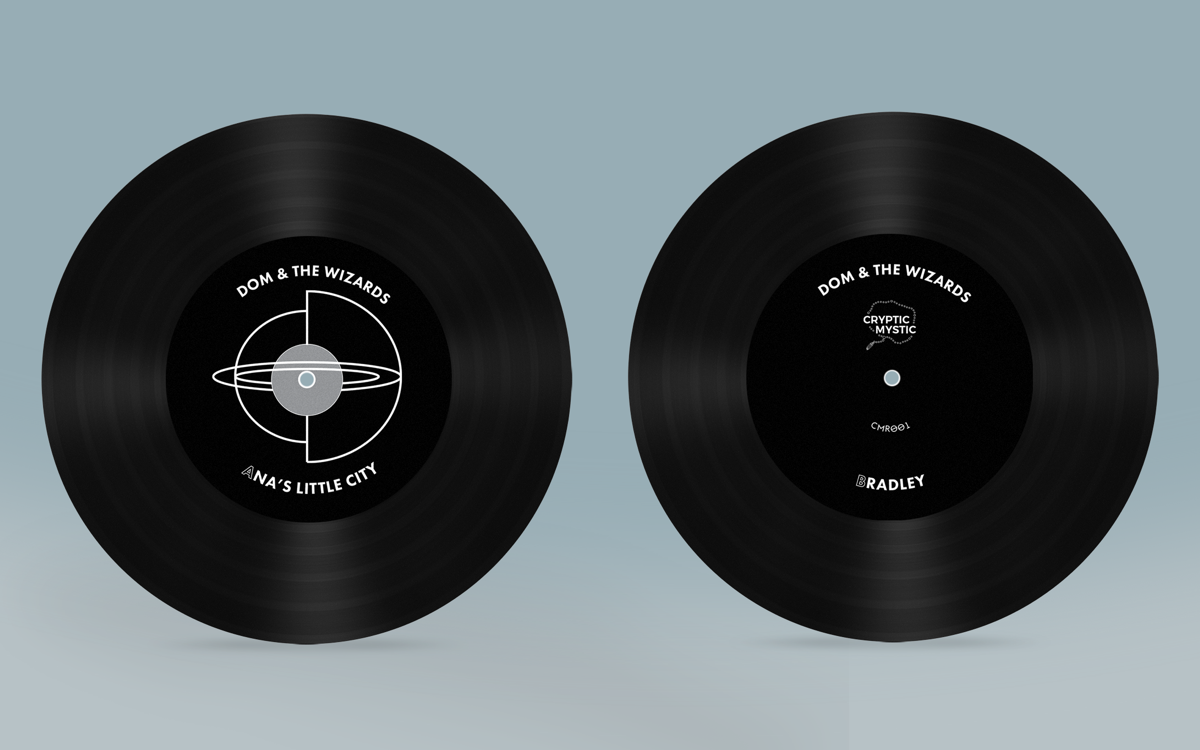 DOM & THE WIZARDS
ANA'S LITTLE CITY
DOM & THE WIZARDS
CRYPTIC
MYSTIC
CMR001
BRADLEY